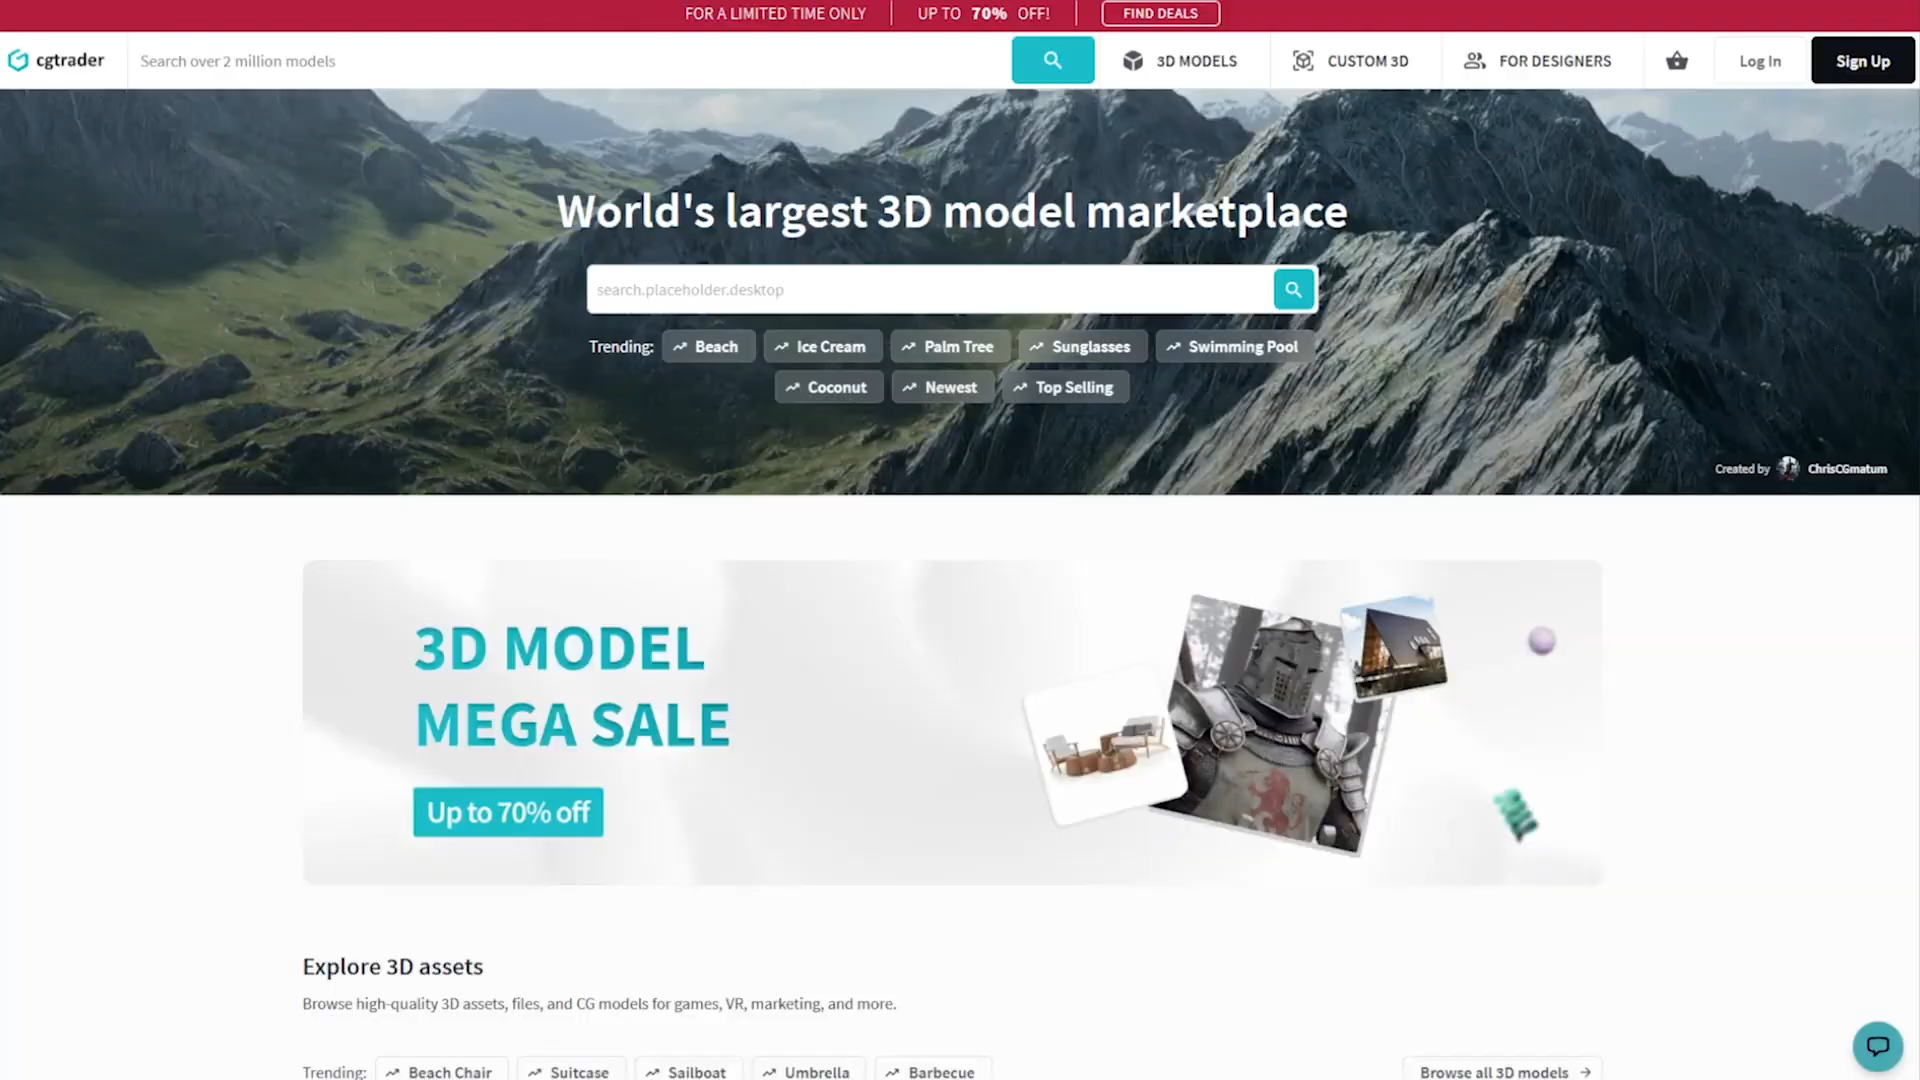 FOR A LIMITED TIME ONLY UP TO 70% OFF! FIND DEALS
cgtrader Search over 2 million models 3D MODELS CUSTOM 3D FOR DESIGNERS Log In Sign Up
World's largest 3D model marketplace
search.placeholder.desktop
Trending: Beach Ice Cream Palm Tree Sunglasses Swimming Pool
Coconut Newest Top Selling
Created by ChrisCGmatum
3D MODEL
MEGA SALE
Up to 70% off
Explore 3D assets
Browse high-quality 3D assets, files, and CG models for games, VR, marketing, and more.
Trending: Beach Chair Suitcase Sailboat Umbrella Barbecue Browse all 3D models